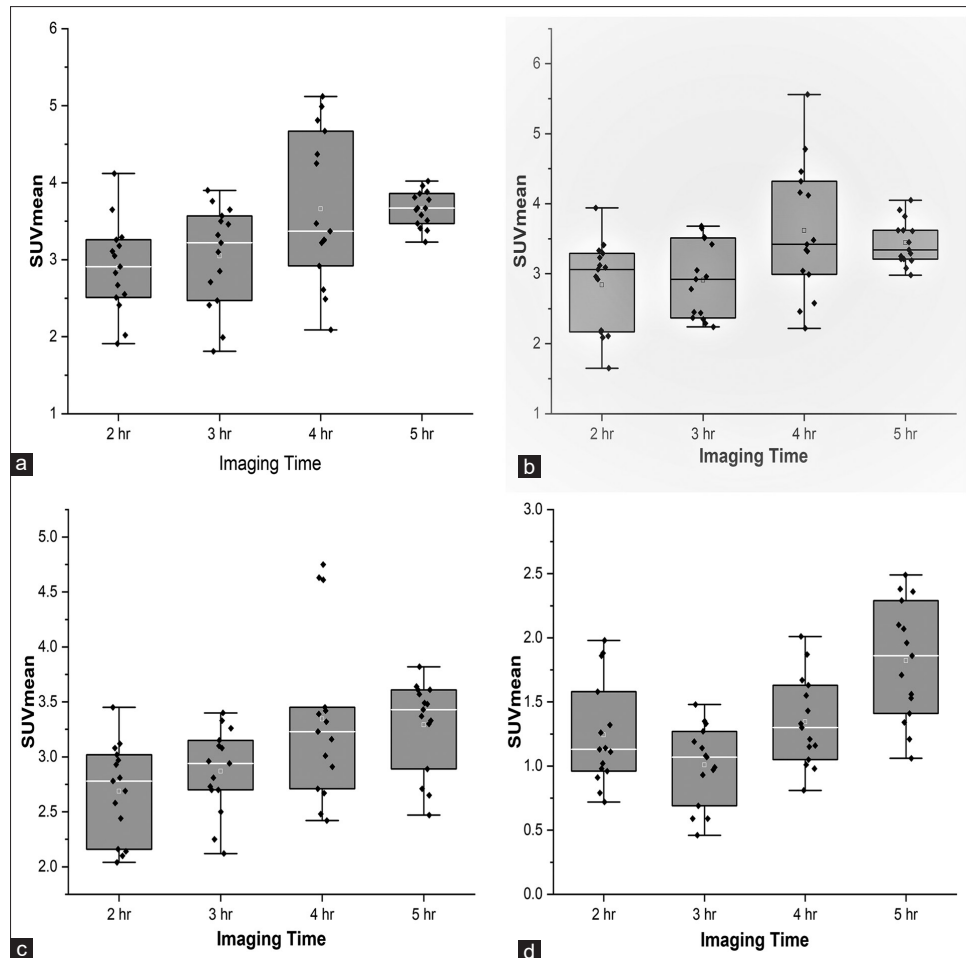 6
5
4
3
2
1
SUVmean
2 hr
3 hr
4 hr
5 hr
Imaging Time
a
6
5
4
3
2
1
SUVmean
2 hr
3 hr
4 hr
5 hr
Imaging Time
b
5.0
4.5
4.0
3.5
3.0
2.5
2.0
SUVmean
2 hr
3 hr
4 hr
5 hr
Imaging Time
c
3.0
2.5
2.0
1.5
1.0
0.5
0.0
SUVmean
2 hr
3 hr
4 hr
5 hr
Imaging Time
d